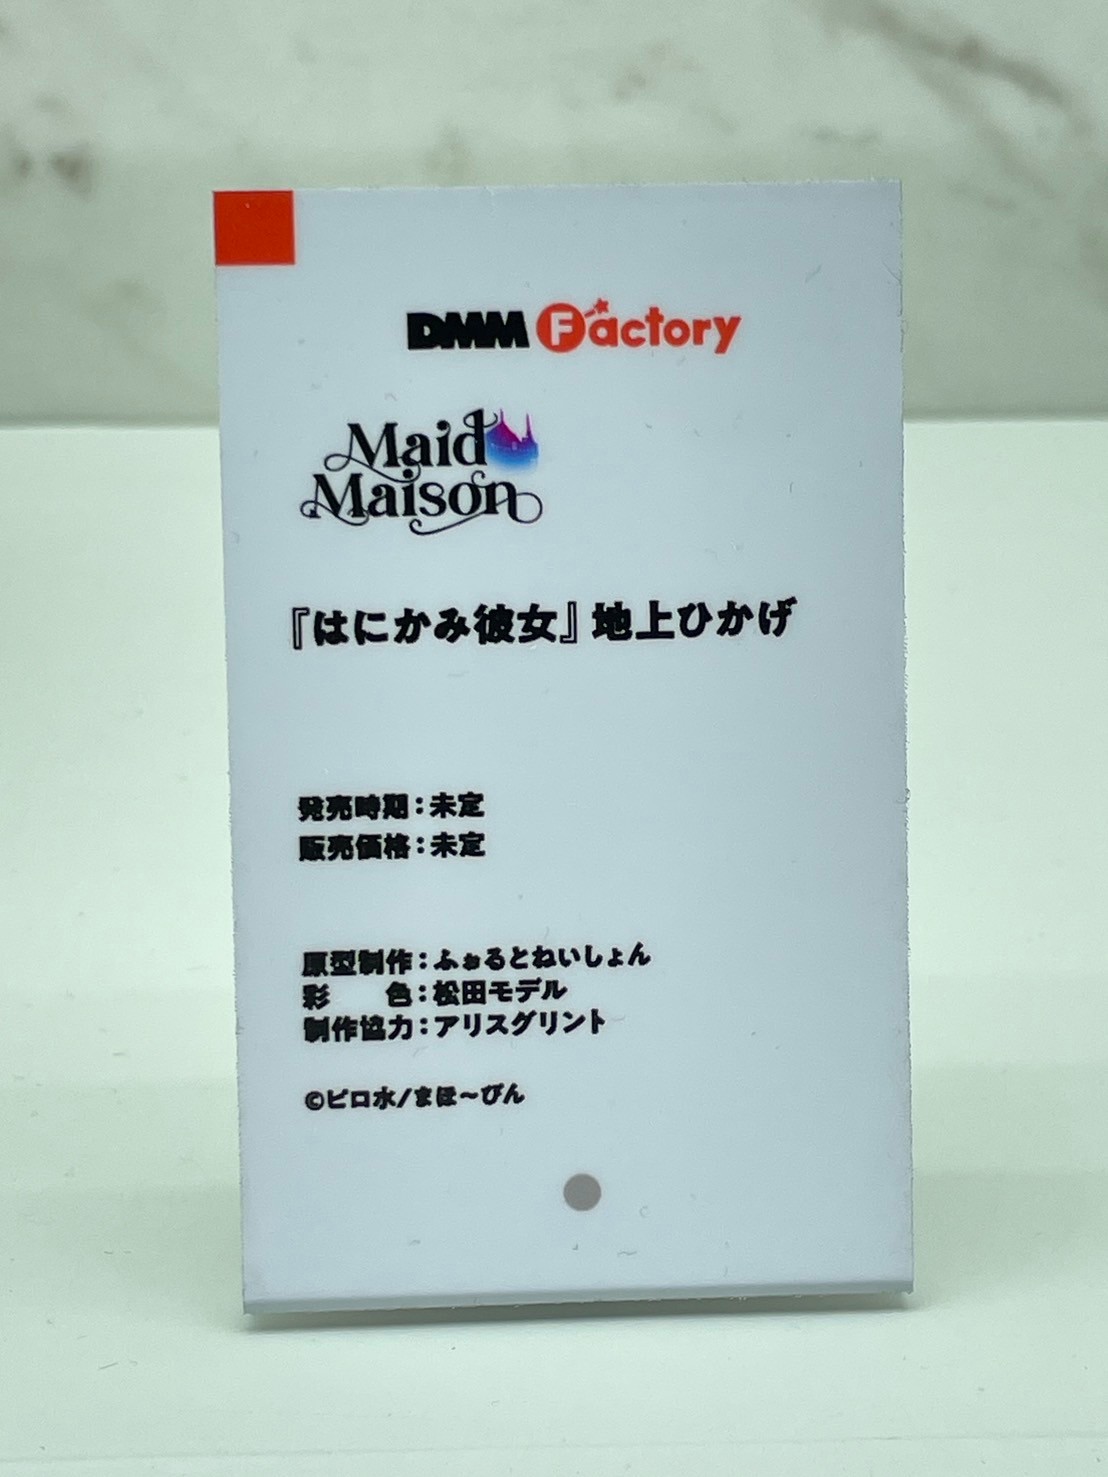 DMM Factory
Maid
Maison
『はにかみ彼女』地上ひかげ
発売時期：未定
販売価格：未定
原型制作：ふぉるとねいしょん
彩　　色：松田モデル
制作協力：アリスグリント
©ピロ水/まほ～びん